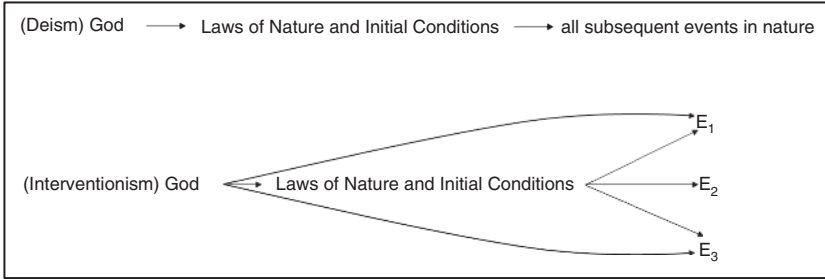 (Deism) God Laws of Nature and Initial Conditions all subsequent events in nature
E₁
(Interventionism) God Laws of Nature and Initial Conditions E₂
E₃